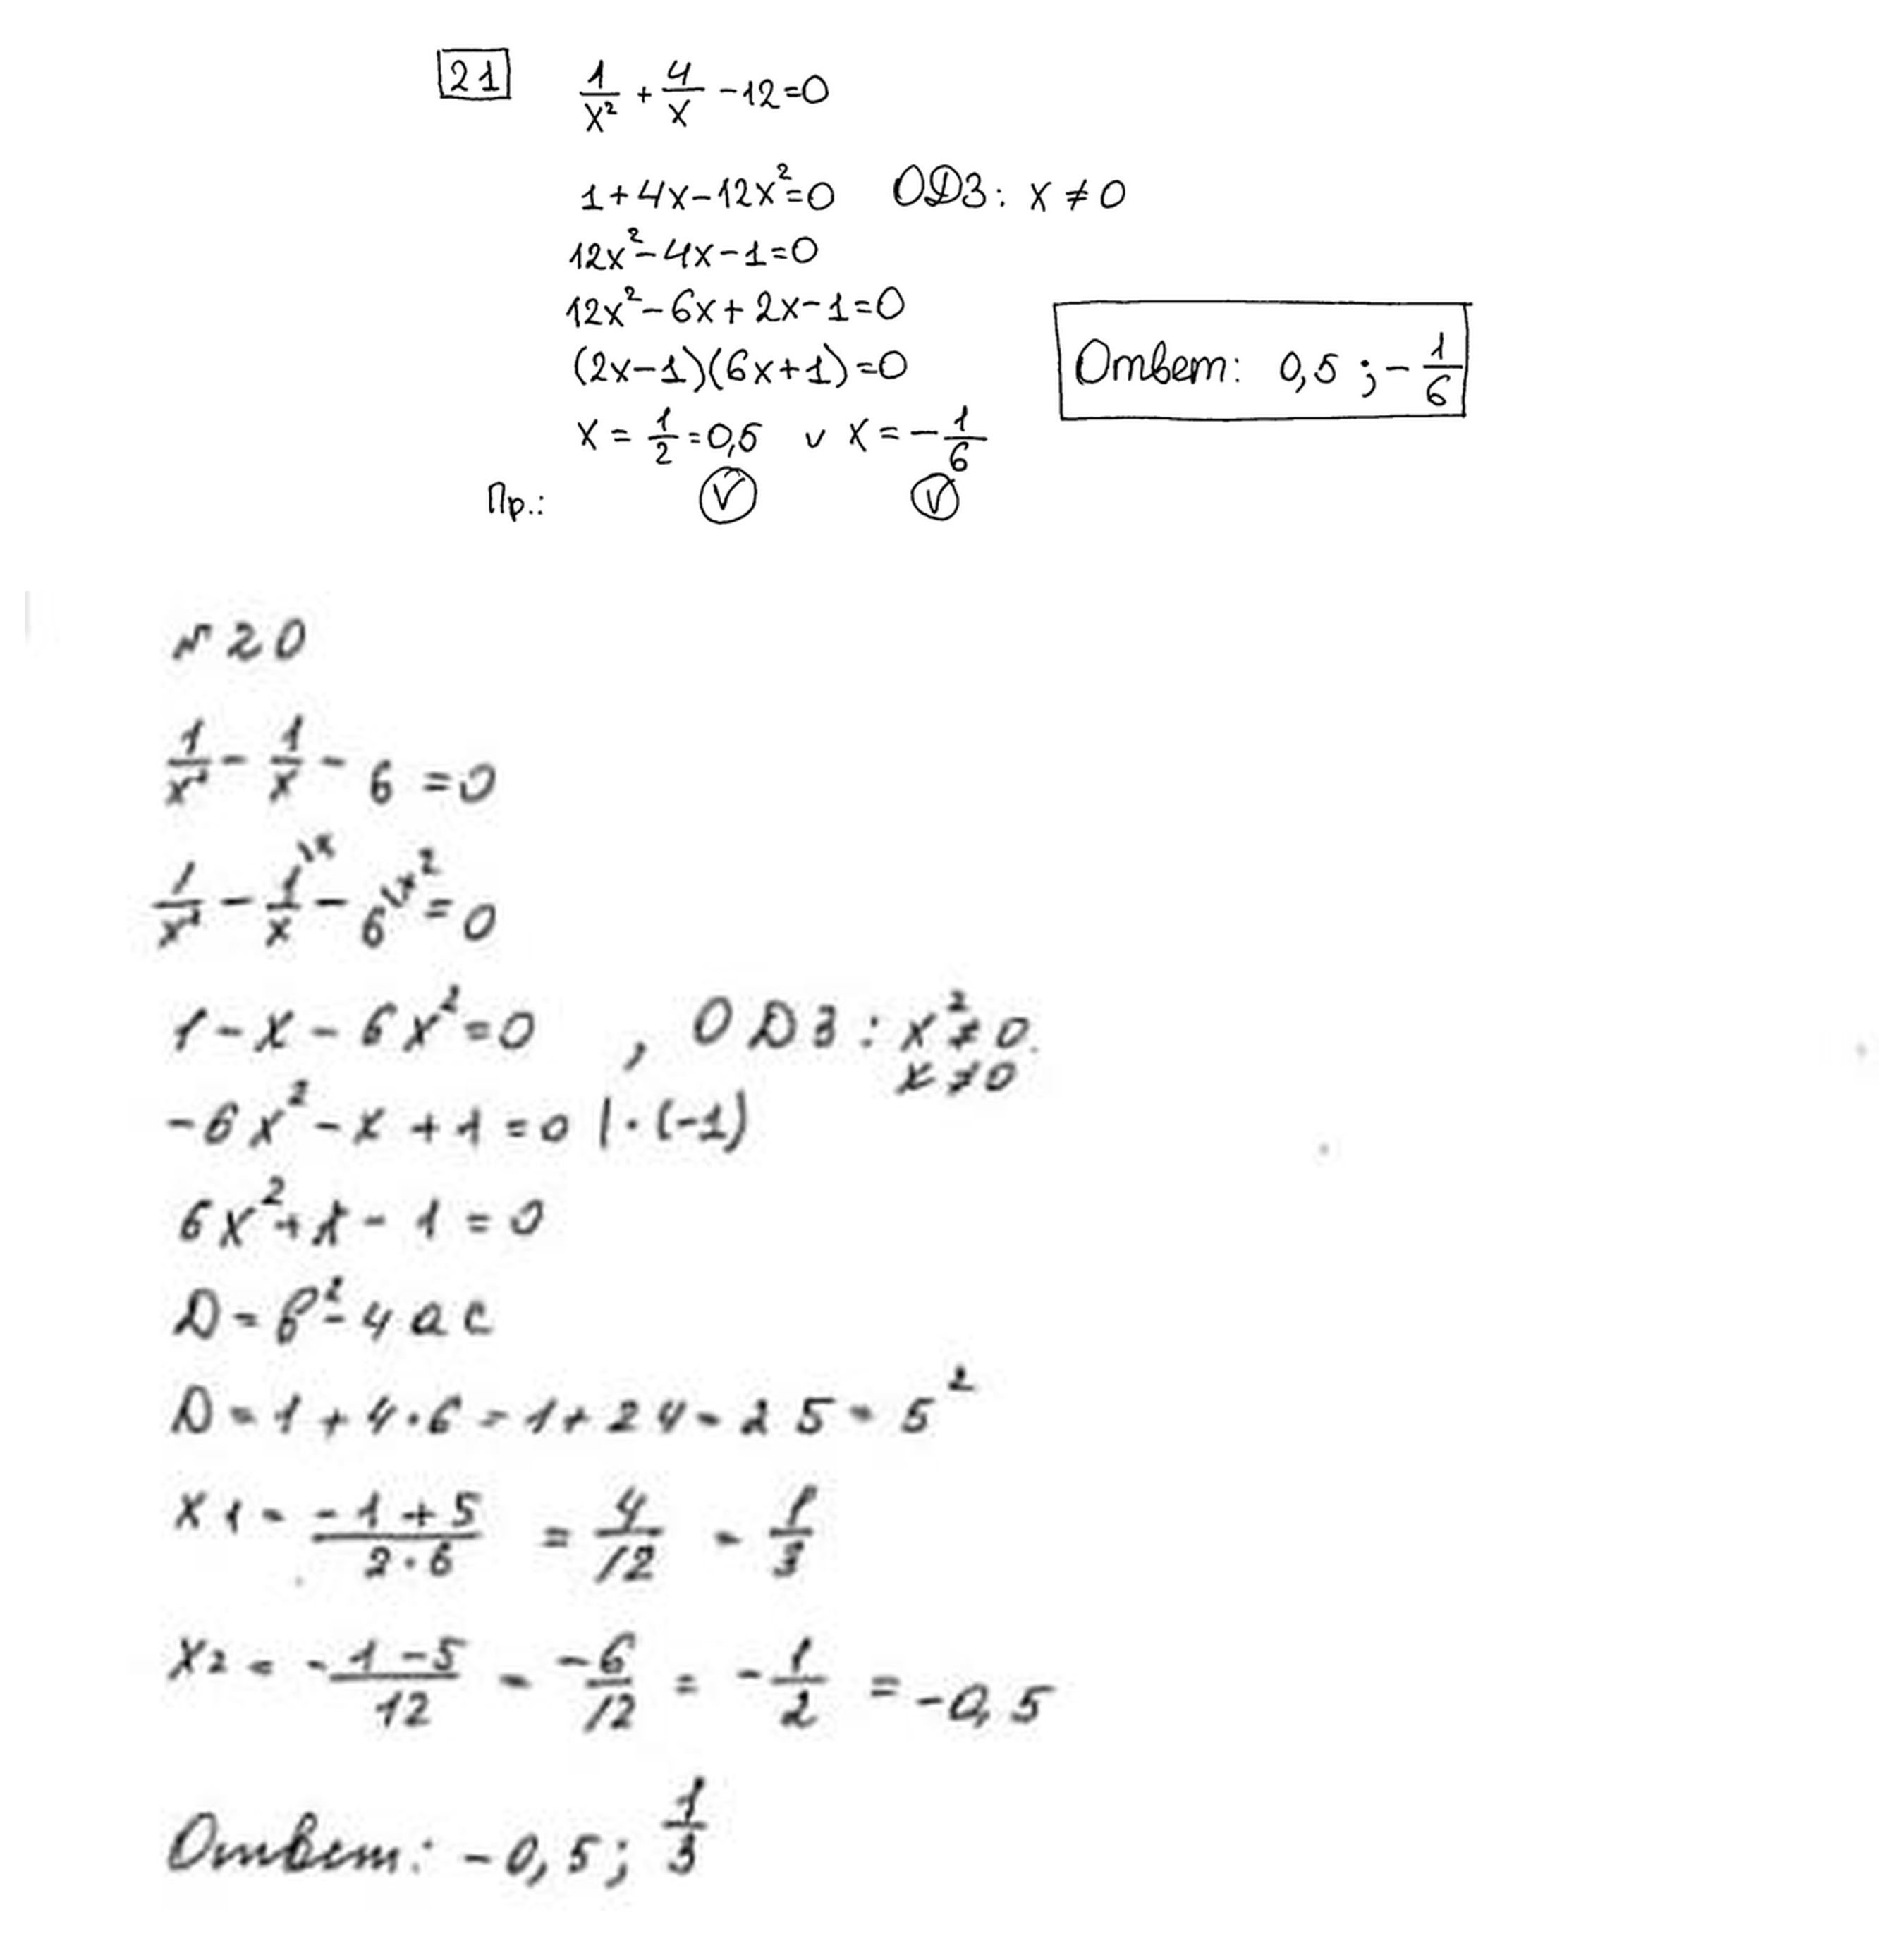 21 1/x² + 4/x - 12 = 0
1 + 4x - 12x² = 0 ОДЗ: x ≠ 0
12x² - 4x - 1 = 0
12x² - 6x + 2x - 1 = 0
(2x - 1)(6x + 1) = 0
Ответ: 0,5 ; - 1/6
x = 1/2 = 0,5 v x = - 1/6
Пр.: V V
№ 20
1/x² - 1/x - 6 = 0
1/x² - 1/x \x - 6 \x² = 0
1 - x - 6x² = 0 , ОДЗ: x² ≠ 0.
x ≠ 0
-6x² - x + 1 = 0 | · (-1)
6x² + x - 1 = 0
D = b² - 4ac
D = 1 + 4 · 6 = 1 + 24 = 25 = 5²
x1 = (-1 + 5)/(2 · 6) = 4/12 = 1/3
x2 = (-1 - 5)/12 = -6/12 = - 1/2 = -0,5
Ответ: -0,5; 1/3